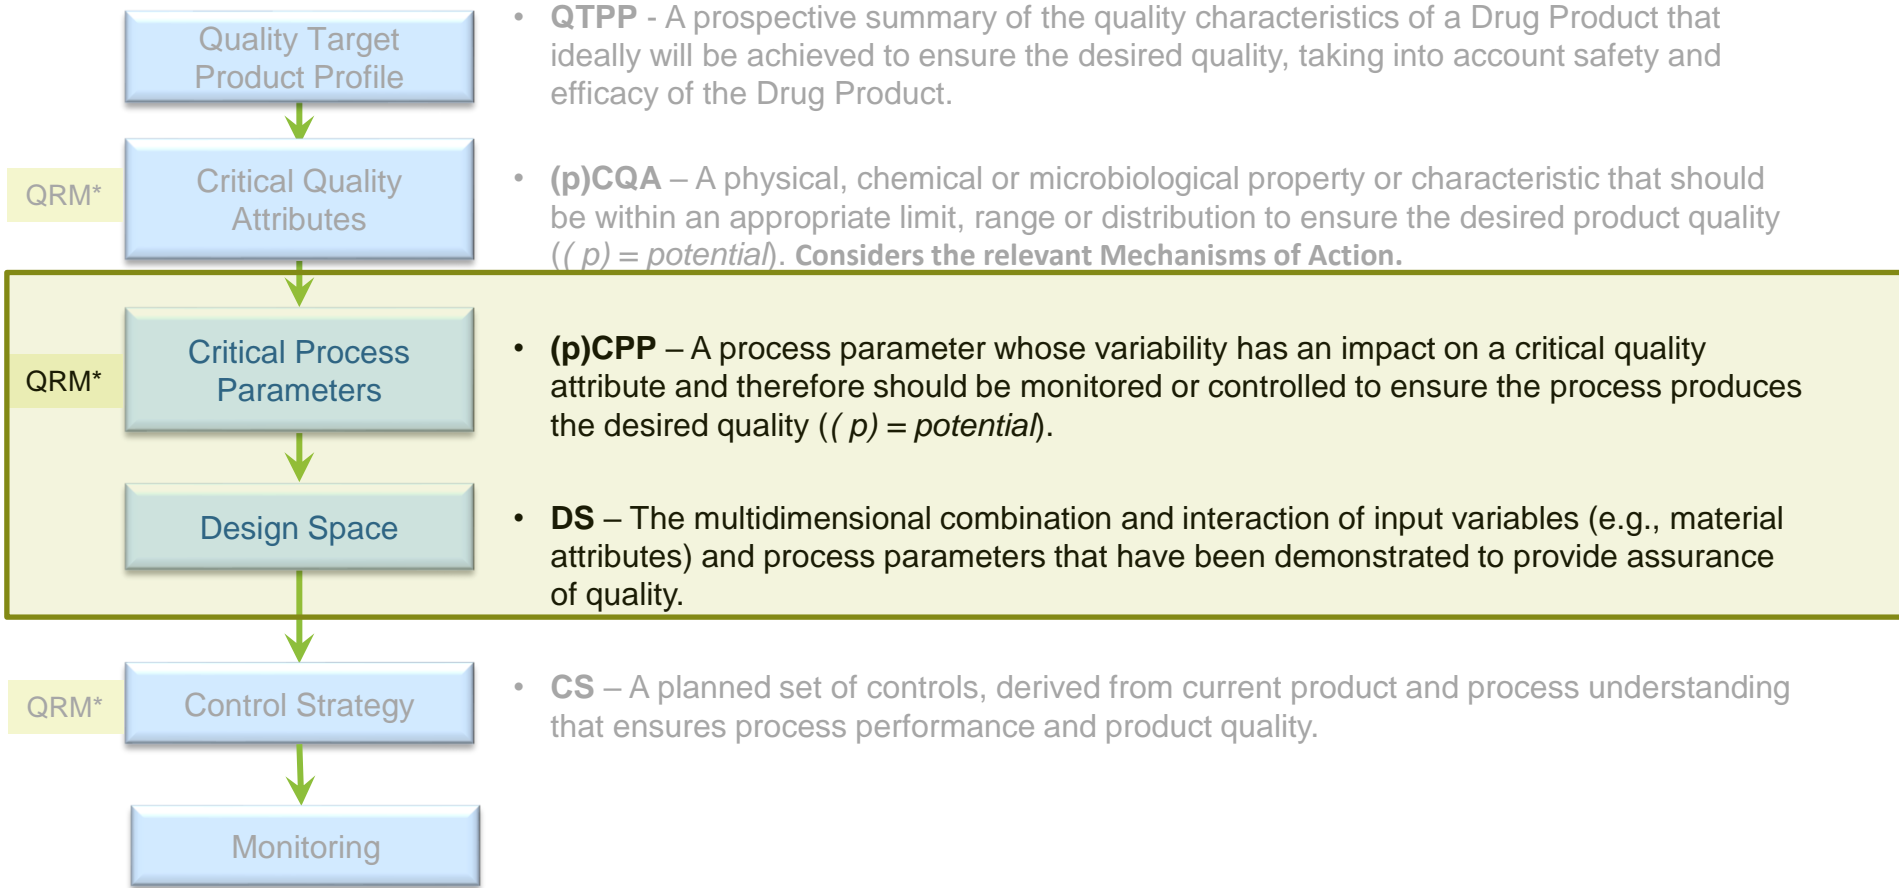 Quality Target
Product Profile
• QTPP - A prospective summary of the quality characteristics of a Drug Product that
ideally will be achieved to ensure the desired quality, taking into account safety and
efficacy of the Drug Product.
QRM*
Critical Quality
Attributes
• (p)CQA – A physical, chemical or microbiological property or characteristic that should
be within an appropriate limit, range or distribution to ensure the desired product quality
(( p) = potential). Considers the relevant Mechanisms of Action.
QRM*
Critical Process
Parameters
• (p)CPP – A process parameter whose variability has an impact on a critical quality
attribute and therefore should be monitored or controlled to ensure the process produces
the desired quality (( p) = potential).
Design Space
• DS – The multidimensional combination and interaction of input variables (e.g., material
attributes) and process parameters that have been demonstrated to provide assurance
of quality.
QRM*
Control Strategy
• CS – A planned set of controls, derived from current product and process understanding
that ensures process performance and product quality.
Monitoring